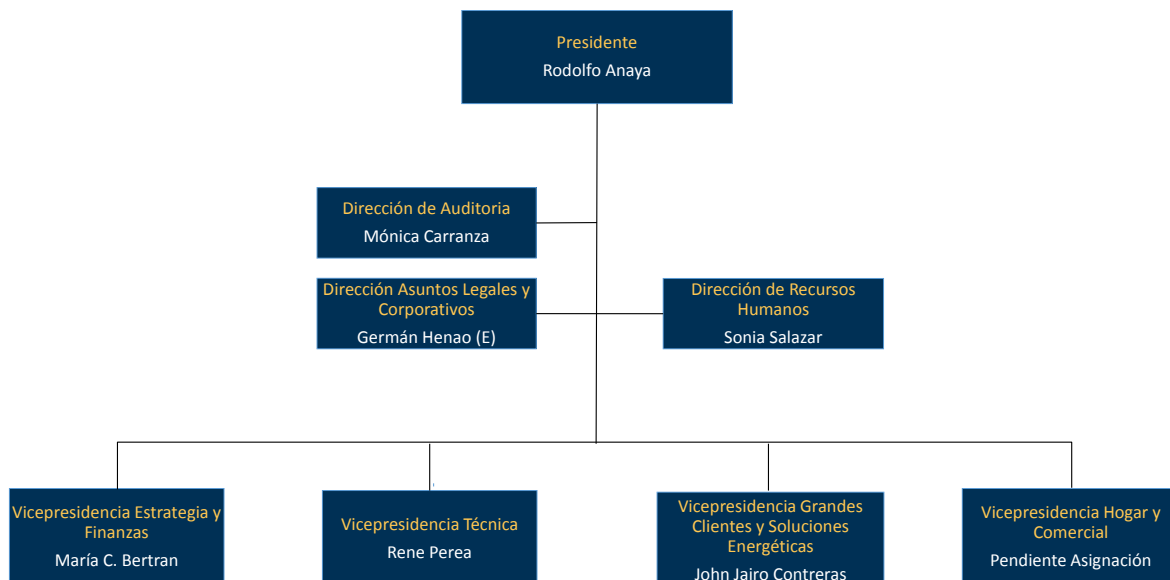 Presidente
Rodolfo Anaya
Dirección de Auditoria
Mónica Carranza
Dirección Asuntos Legales y
Corporativos
Germán Henao (E)
Dirección de Recursos
Humanos
Sonia Salazar
Vicepresidencia Estrategia y
Finanzas
María C. Bertran
Vicepresidencia Técnica
Rene Perea
Vicepresidencia Grandes
Clientes y Soluciones
Energéticas
John Jairo Contreras
Vicepresidencia Hogar y
Comercial
Pendiente Asignación